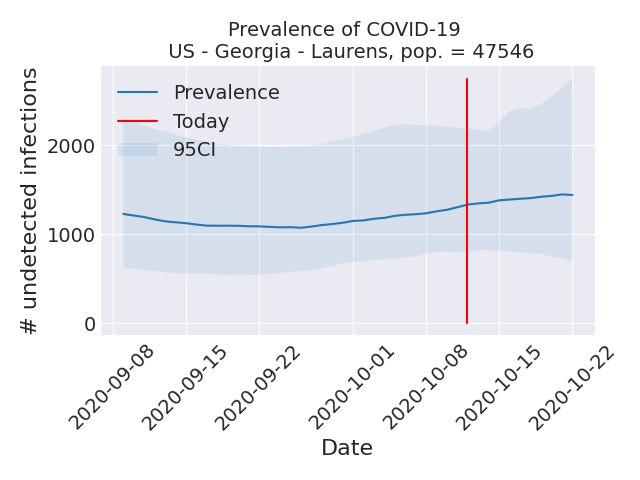 Prevalence of COVID-19
US - Georgia - Laurens, pop. = 47546
# undetected infections
Prevalence
Today
95CI
2000
1000
0
2020-09-08
2020-09-15
2020-09-22
2020-10-01
2020-10-08
2020-10-15
2020-10-22
Date